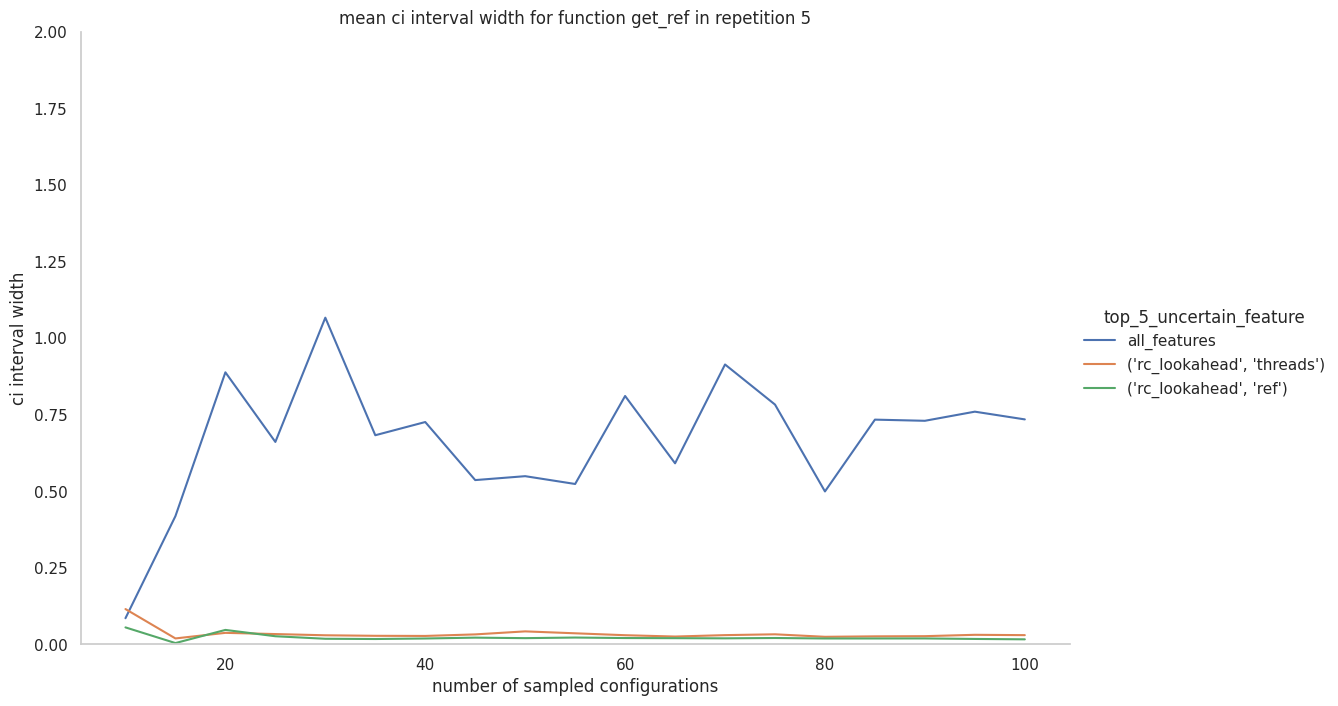 mean ci interval width for function get_ref in repetition 5
2.00
1.75
1.50
1.25
1.00
0.75
0.50
0.25
0.00
ci interval width
20
40
60
80
100
number of sampled configurations
top_5_uncertain_feature
all_features
('rc_lookahead', 'threads')
('rc_lookahead', 'ref')